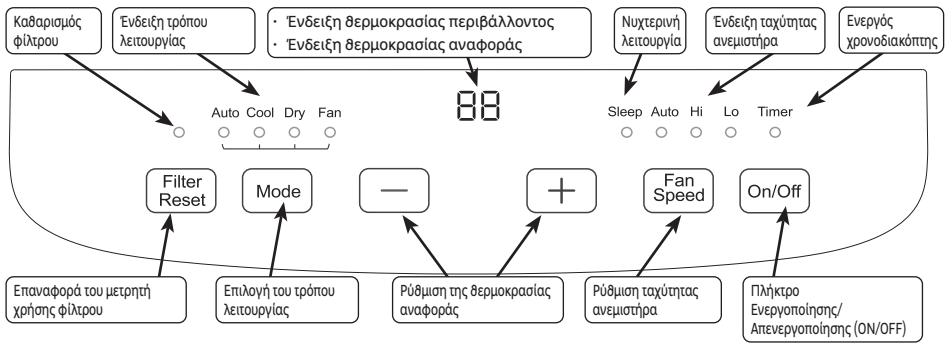 Καθαρισμός
φίλτρου
Ένδειξη τρόπου
λειτουργίας
· Ένδειξη θερμοκρασίας περιβάλλοντος
· Ένδειξη θερμοκρασίας αναφοράς
Νυχτερινή
λειτουργία
Ένδειξη ταχύτητας
ανεμιστήρα
Ενεργός
χρονοδιακόπτης
Auto Cool Dry Fan
88
Sleep Auto Hi Lo Timer
Filter
Reset
Mode
−
+
Fan
Speed
On/Off
Επαναφορά του μετρητή
χρήσης φίλτρου
Επιλογή του τρόπου
λειτουργίας
Ρύθμιση της θερμοκρασίας
αναφοράς
Ρύθμιση ταχύτητας
ανεμιστήρα
Πλήκτρο
Ενεργοποίησης/
Απενεργοποίησης (ON/OFF)